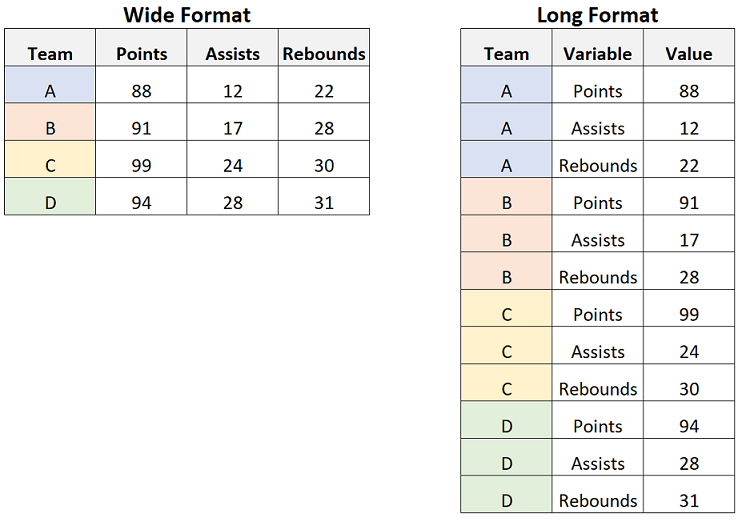 Wide Format
Team Points Assists Rebounds
A 88 12 22
B 91 17 28
C 99 24 30
D 94 28 31
Long Format
Team Variable Value
A Points 88
A Assists 12
A Rebounds 22
B Points 91
B Assists 17
B Rebounds 28
C Points 99
C Assists 24
C Rebounds 30
D Points 94
D Assists 28
D Rebounds 31